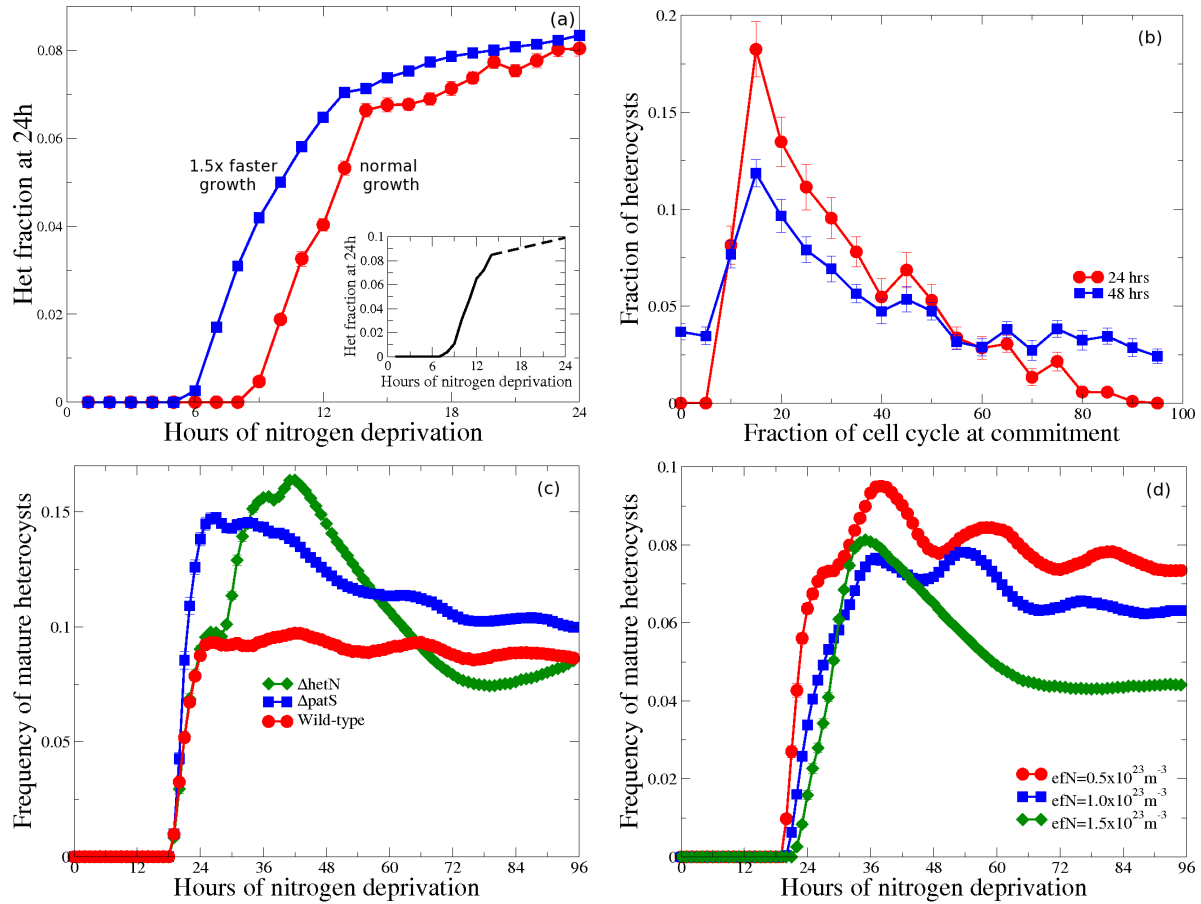 (a)
Het fraction at 24h
0.08
0.06
0.04
0.02
0
1.5x faster
growth
normal
growth
Het fraction at 24h
0.1
0.08
0.06
0.04
0.02
0
0 6 12 18 24
Hours of nitrogen deprivation
0 6 12 18 24
Hours of nitrogen deprivation
(b)
Fraction of heterocysts
0.2
0.15
0.1
0.05
0
24 hrs
48 hrs
0 20 40 60 80 100
Fraction of cell cycle at commitment
(c)
Frequency of mature heterocysts
0.15
0.1
0.05
0
ΔhetN
ΔpatS
Wild-type
0 12 24 36 48 60 72 84 96
Hours of nitrogen deprivation
(d)
Frequency of mature heterocysts
0.1
0.08
0.06
0.04
0.02
0
efN=0.5x10²³m⁻³
efN=1.0x10²³m⁻³
efN=1.5x10²³m⁻³
0 12 24 36 48 60 72 84 96
Hours of nitrogen deprivation